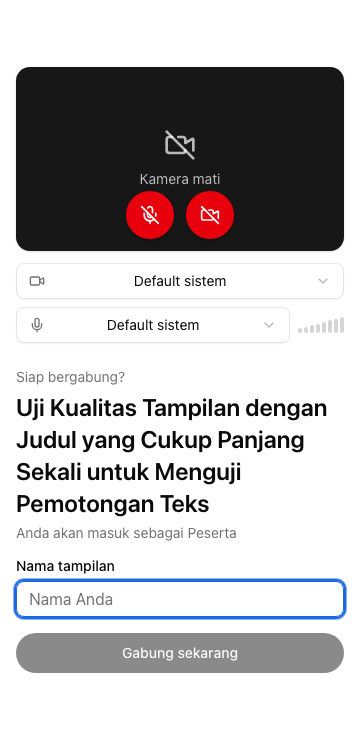 Kamera mati
Default sistem
Default sistem
Siap bergabung?
Uji Kualitas Tampilan dengan
Judul yang Cukup Panjang
Sekali untuk Menguji
Pemotongan Teks
Anda akan masuk sebagai Peserta
Nama tampilan
Nama Anda
Gabung sekarang